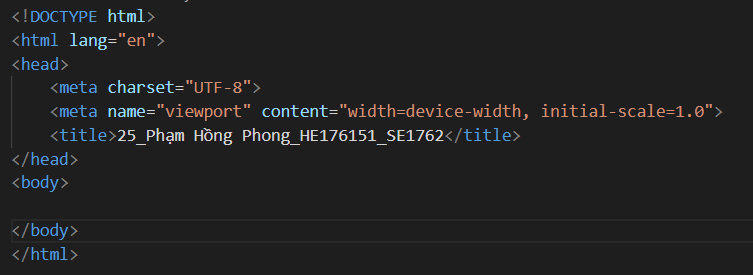 <!DOCTYPE html>
<html lang="en">
<head>
    <meta charset="UTF-8">
    <meta name="viewport" content="width=device-width, initial-scale=1.0">
    <title>25_Phạm Hồng Phong_HE176151_SE1762</title>
</head>
<body>

</body>
</html>